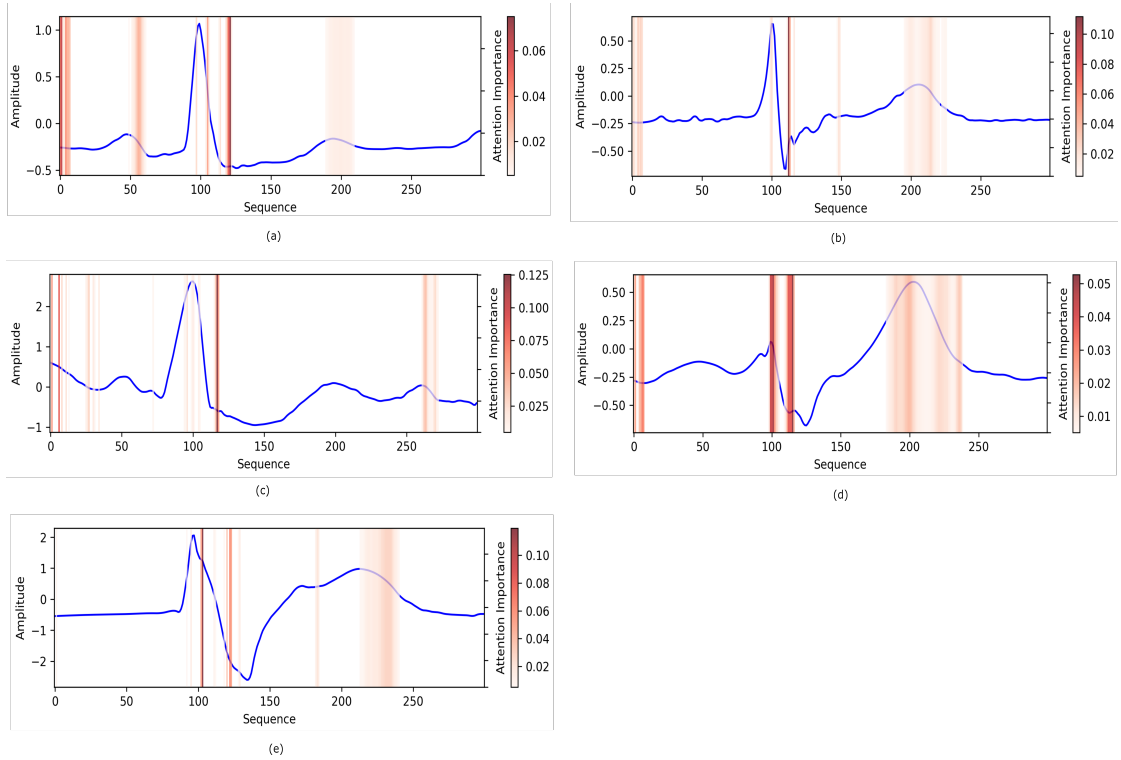 1.0
0.5
0.0
−0.5
Amplitude
0 50 100 150 200 250
Sequence
0.06
0.04
0.02
Attention Importance
(a)
0.50
0.25
0.00
−0.25
−0.50
Amplitude
0 50 100 150 200 250
Sequence
0.10
0.08
0.06
0.04
0.02
Attention Importance
(b)
2
1
0
−1
Amplitude
0 50 100 150 200 250
Sequence
0.125
0.100
0.075
0.050
0.025
Attention Importance
(c)
0.50
0.25
0.00
−0.25
−0.50
Amplitude
0 50 100 150 200 250
Sequence
0.05
0.04
0.03
0.02
0.01
Attention Importance
(d)
2
1
0
−1
−2
Amplitude
0 50 100 150 200 250
Sequence
0.10
0.08
0.06
0.04
0.02
Attention Importance
(e)